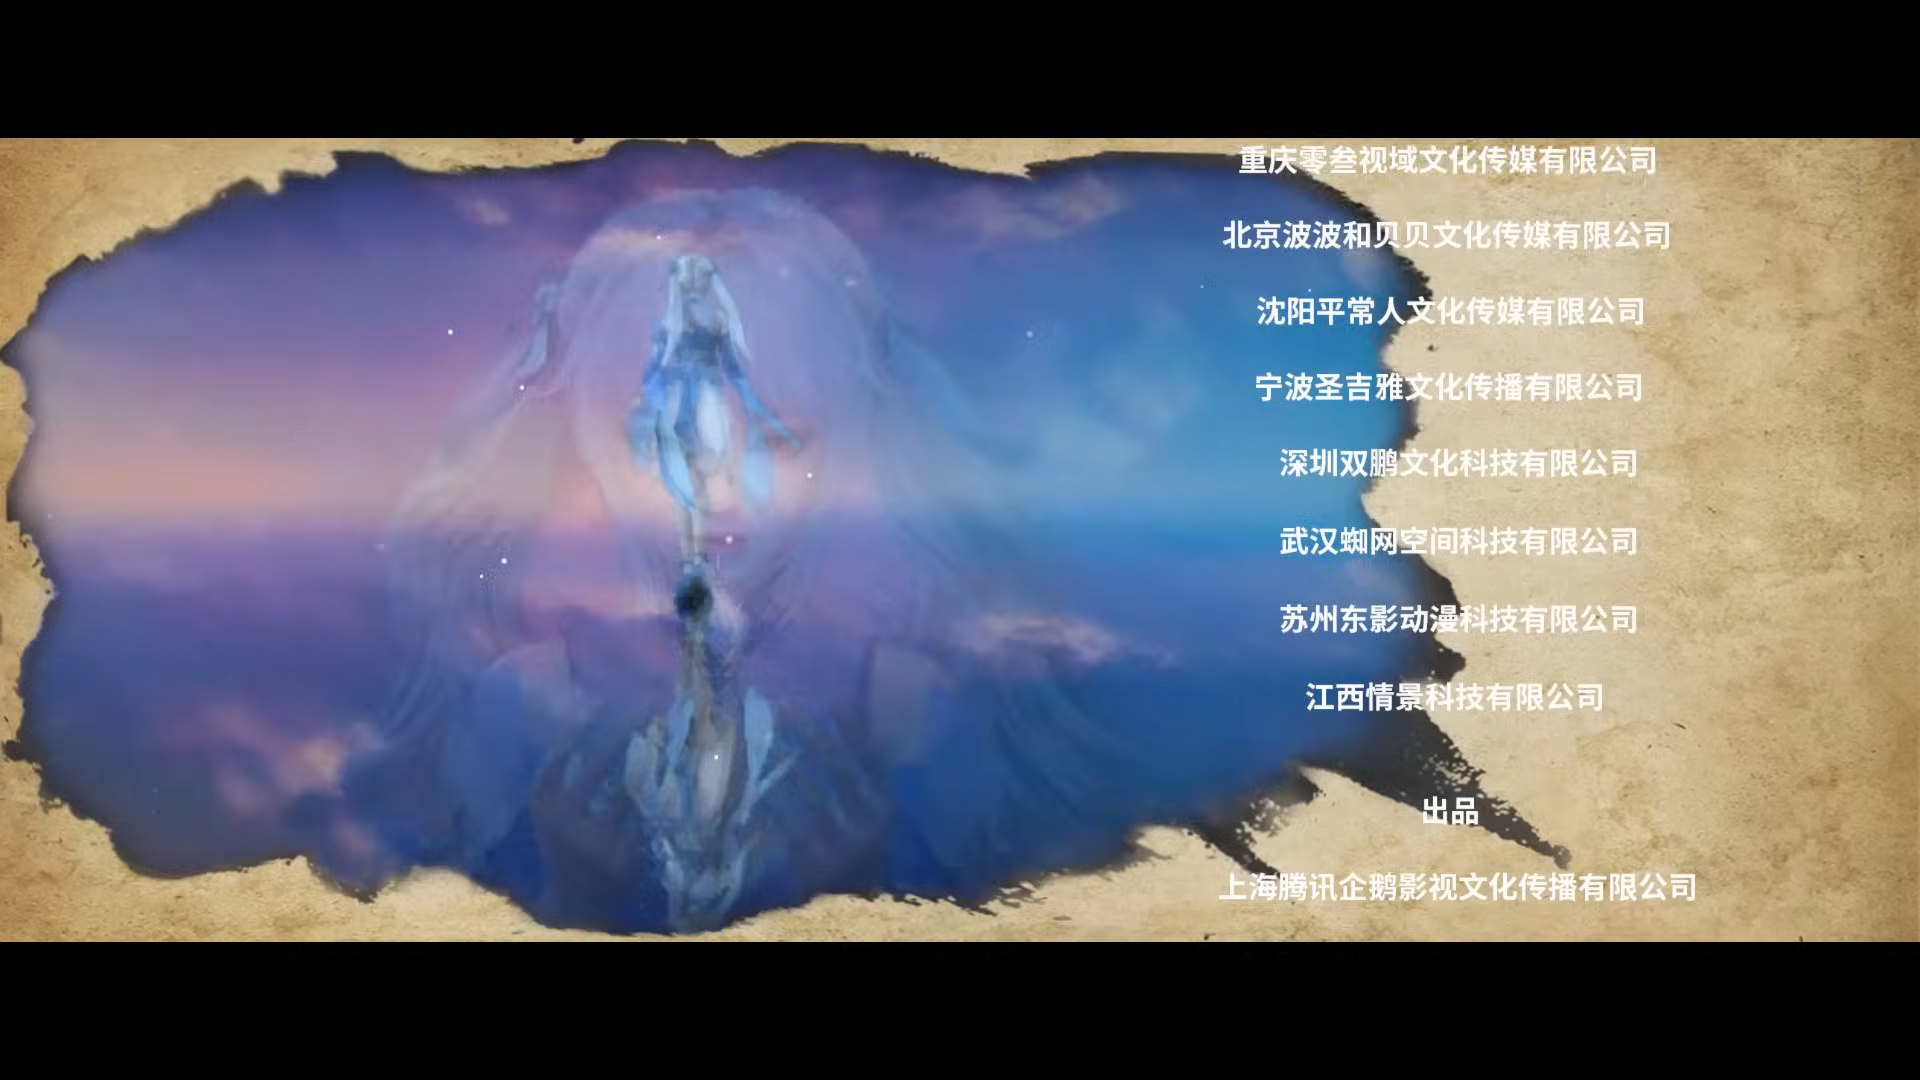 重庆零叁视域文化传媒有限公司
北京波波和贝贝文化传媒有限公司
沈阳平常人文化传媒有限公司
宁波圣吉雅文化传播有限公司
深圳双鹏文化科技有限公司
武汉蜘网空间科技有限公司
苏州东影动漫科技有限公司
江西情景科技有限公司
出品
上海腾讯企鹅影视文化传播有限公司